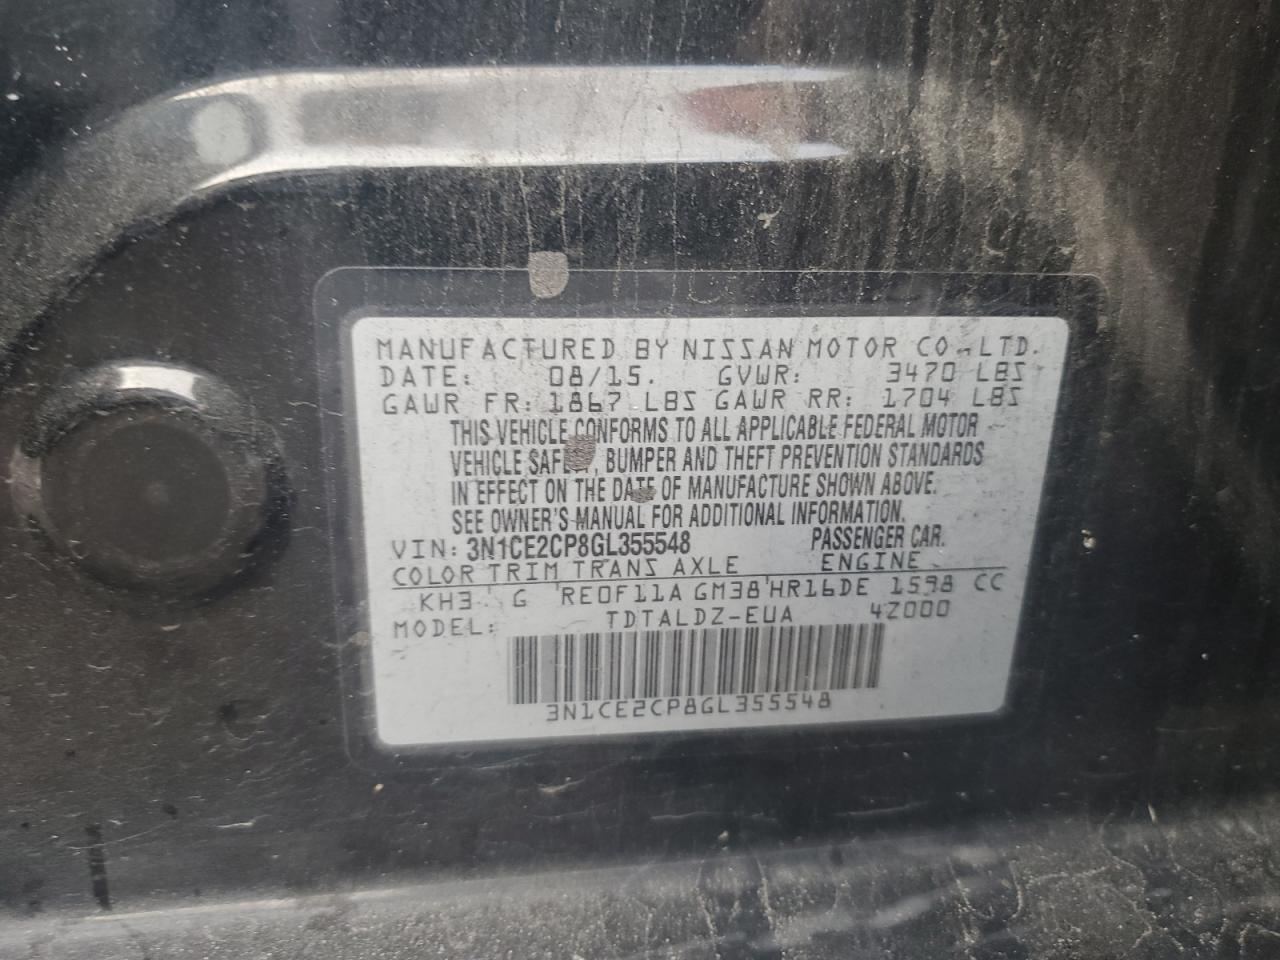 MANUFACTURED BY NISSAN MOTOR CO.,LTD.
DATE: 08/15. GVWR: 3470 LBS
GAWR FR: 1867 LBS GAWR RR: 1704 LBS
THIS VEHICLE CONFORMS TO ALL APPLICABLE FEDERAL MOTOR
VEHICLE SAFETY, BUMPER AND THEFT PREVENTION STANDARDS
IN EFFECT ON THE DATE OF MANUFACTURE SHOWN ABOVE.
SEE OWNER'S MANUAL FOR ADDITIONAL INFORMATION.
VIN: 3N1CE2CP8GL355548 PASSENGER CAR.
COLOR TRIM TRANS AXLE ENGINE
KH3 G RE0F11A GM38 HR16DE 1598 CC
MODEL: TDTALDZ-EUA 4Z000
3N1CE2CP8GL355548